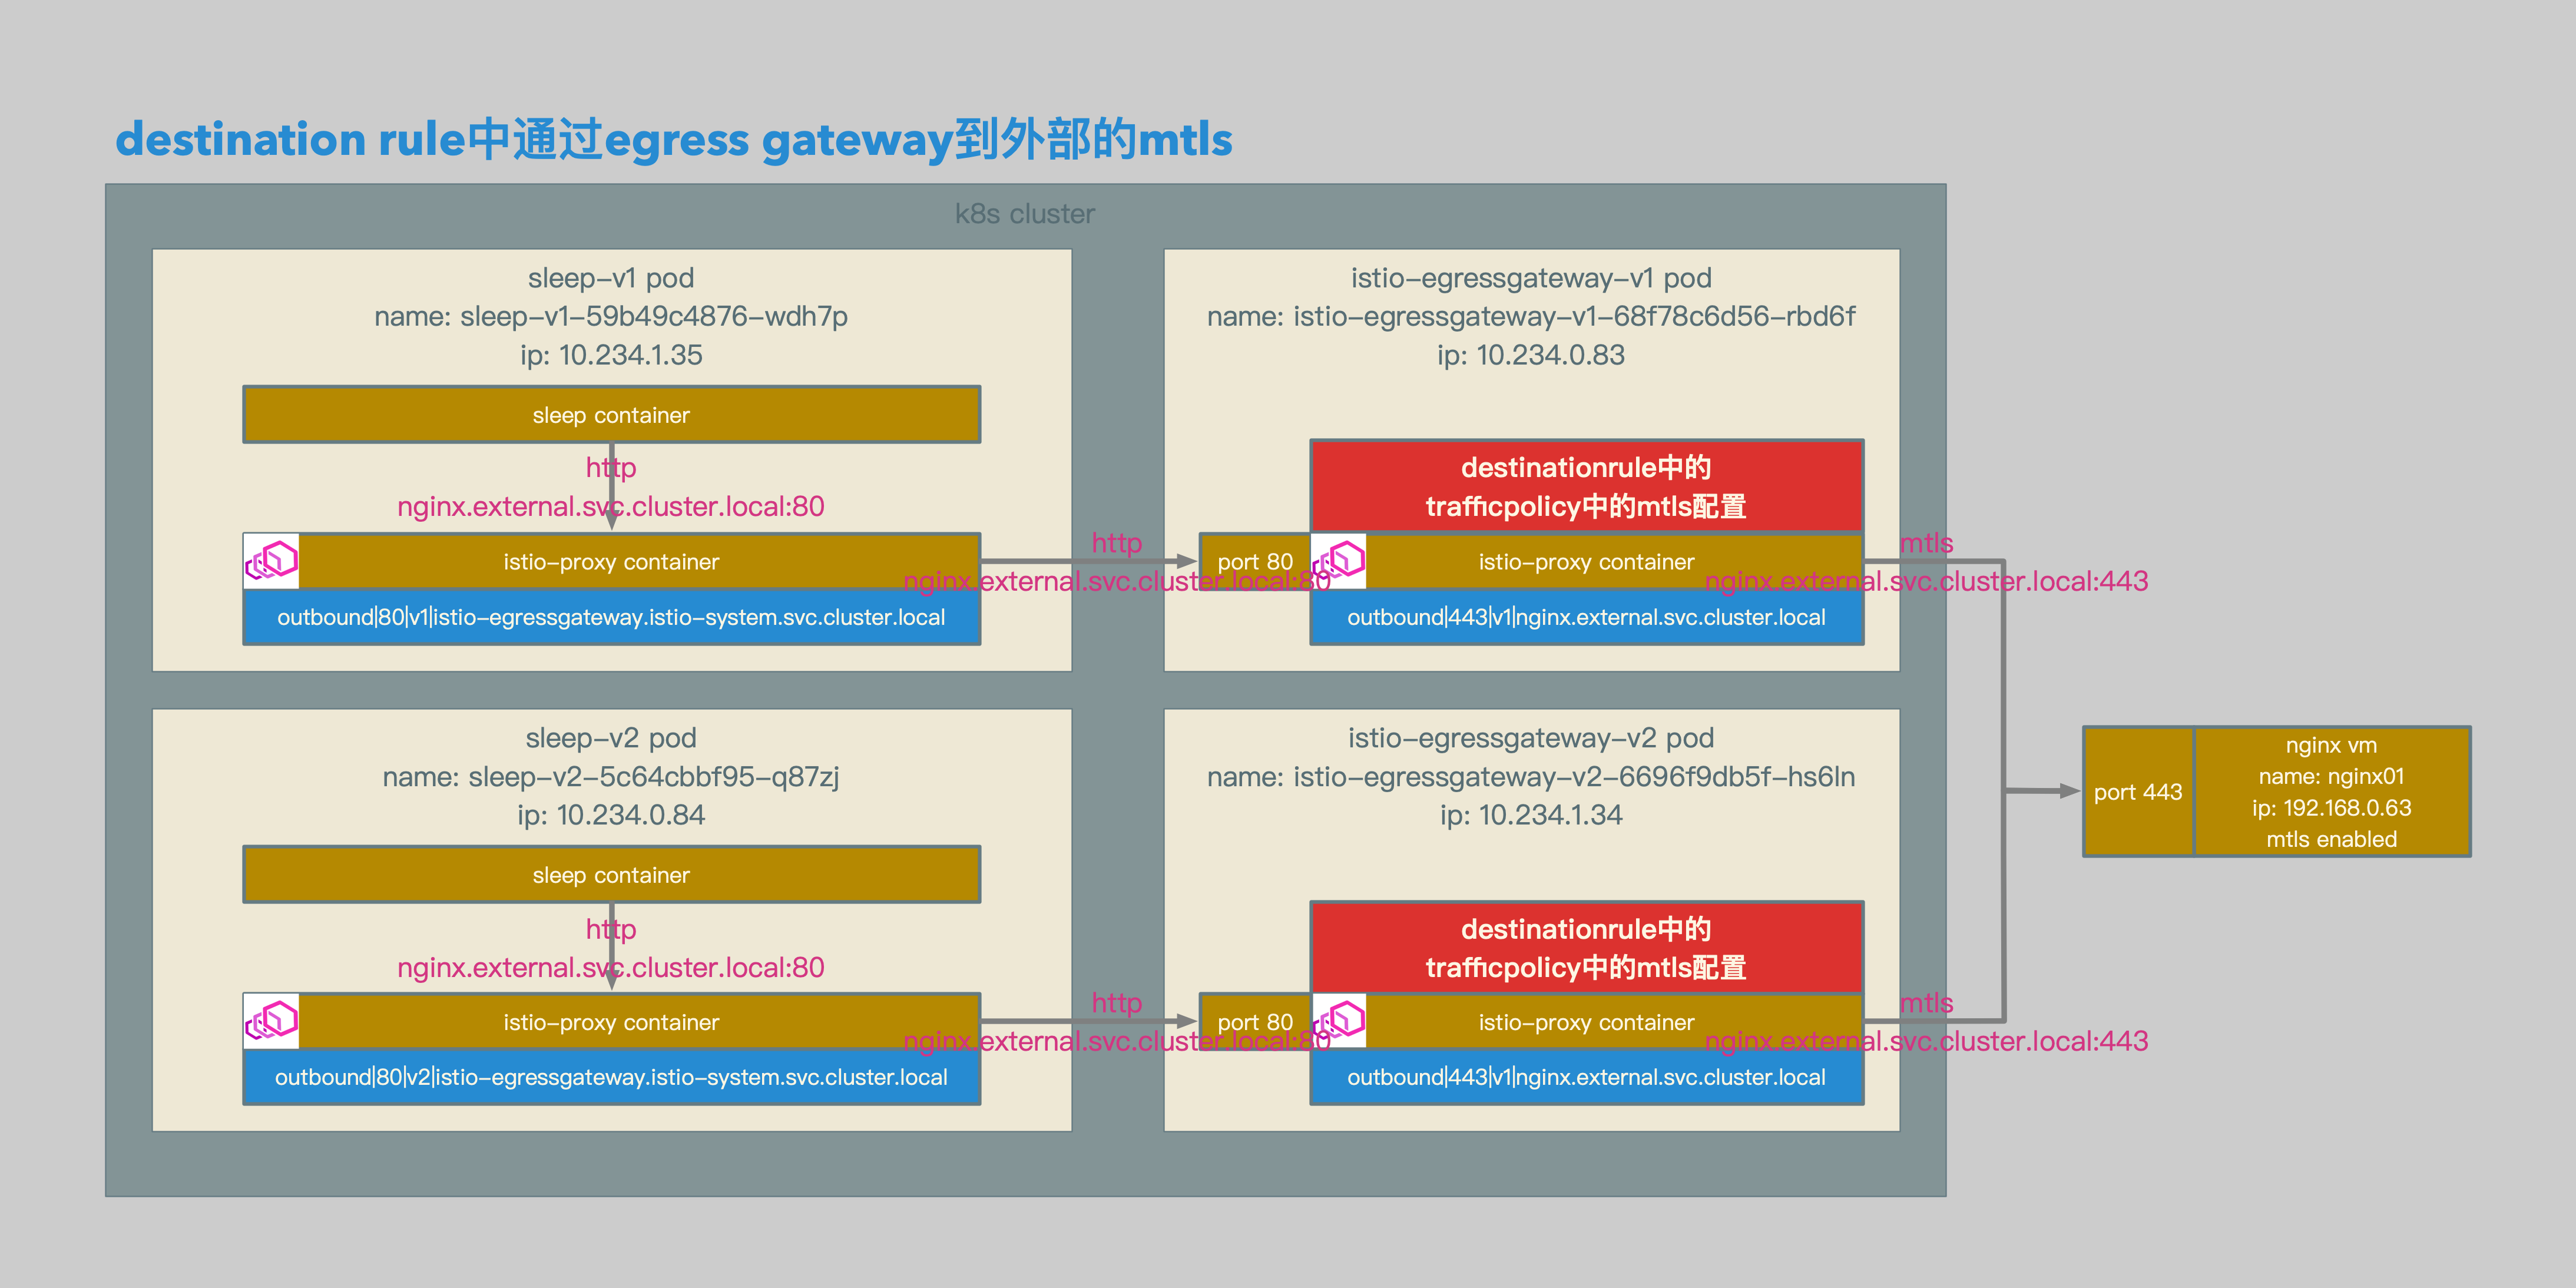 destination rule中通过egress gateway到外部的mtls
k8s cluster
sleep-v1 pod
name: sleep-v1-59b49c4876-wdh7p
ip: 10.234.1.35
sleep container
http
nginx.external.svc.cluster.local:80
istio-proxy container
outbound|80|v1|istio-egressgateway.istio-system.svc.cluster.local
http
nginx.external.svc.cluster.local:80
istio-egressgateway-v1 pod
name: istio-egressgateway-v1-68f78c6d56-rbd6f
ip: 10.234.0.83
destinationrule中的
trafficpolicy中的mtls配置
port 80
istio-proxy container
outbound|443|v1|nginx.external.svc.cluster.local
mtls
nginx.external.svc.cluster.local:443
sleep-v2 pod
name: sleep-v2-5c64cbbf95-q87zj
ip: 10.234.0.84
sleep container
http
nginx.external.svc.cluster.local:80
istio-proxy container
outbound|80|v2|istio-egressgateway.istio-system.svc.cluster.local
http
nginx.external.svc.cluster.local:80
istio-egressgateway-v2 pod
name: istio-egressgateway-v2-6696f9db5f-hs6ln
ip: 10.234.1.34
destinationrule中的
trafficpolicy中的mtls配置
port 80
istio-proxy container
outbound|443|v1|nginx.external.svc.cluster.local
mtls
nginx.external.svc.cluster.local:443
port 443
nginx vm
name: nginx01
ip: 192.168.0.63
mtls enabled